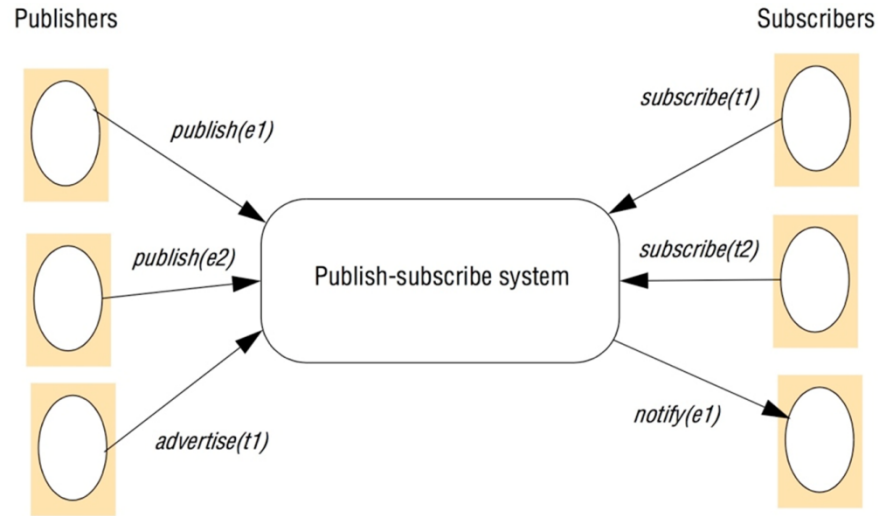 Publishers
Subscribers
publish(e1)
subscribe(t1)
publish(e2)
subscribe(t2)
Publish-subscribe system
advertise(t1)
notify(e1)